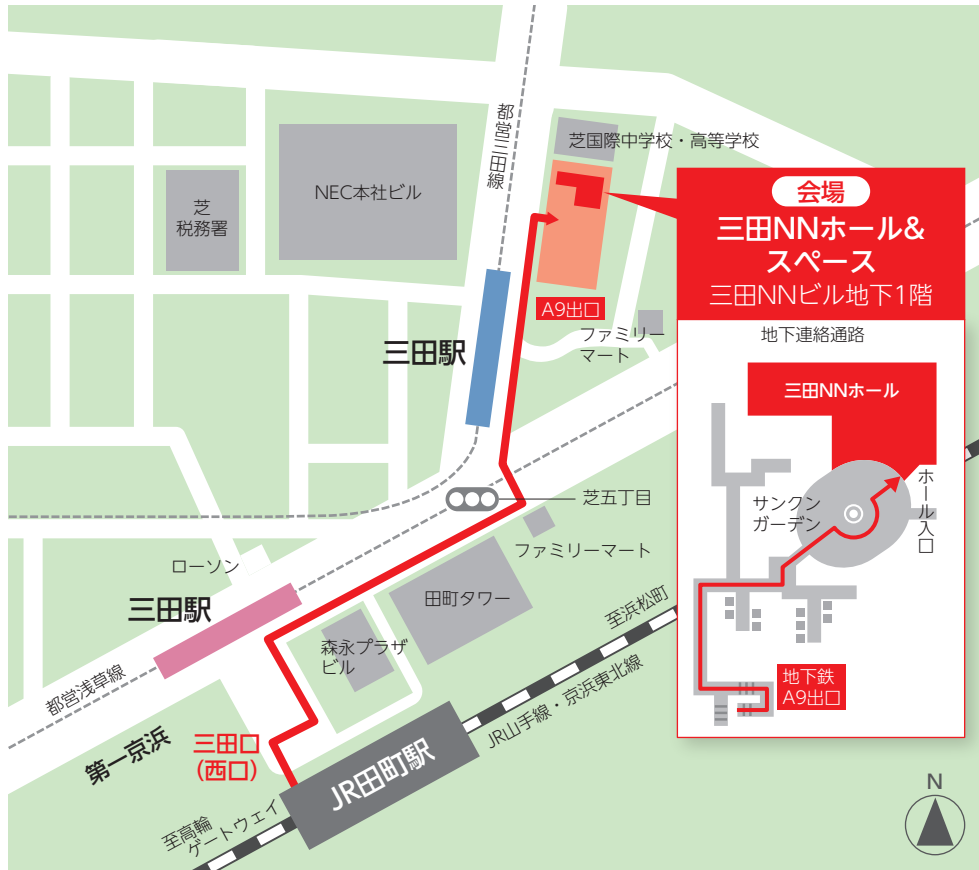 都営三田線
芝国際中学校・高等学校
NEC本社ビル
芝
税務署
会場
三田NNホール&
スペース
三田NNビル地下1階
A9出口
ファミリー
マート
三田駅
地下連絡通路
三田NNホール
サンクン
ガーデン
ホール入口
地下鉄
A9出口
芝五丁目
ファミリーマート
ローソン
三田駅
田町タワー
森永プラザ
ビル
至浜松町
JR山手線・京浜東北線
都営浅草線
第一京浜
三田口
(西口)
JR田町駅
至高輪
ゲートウェイ
N